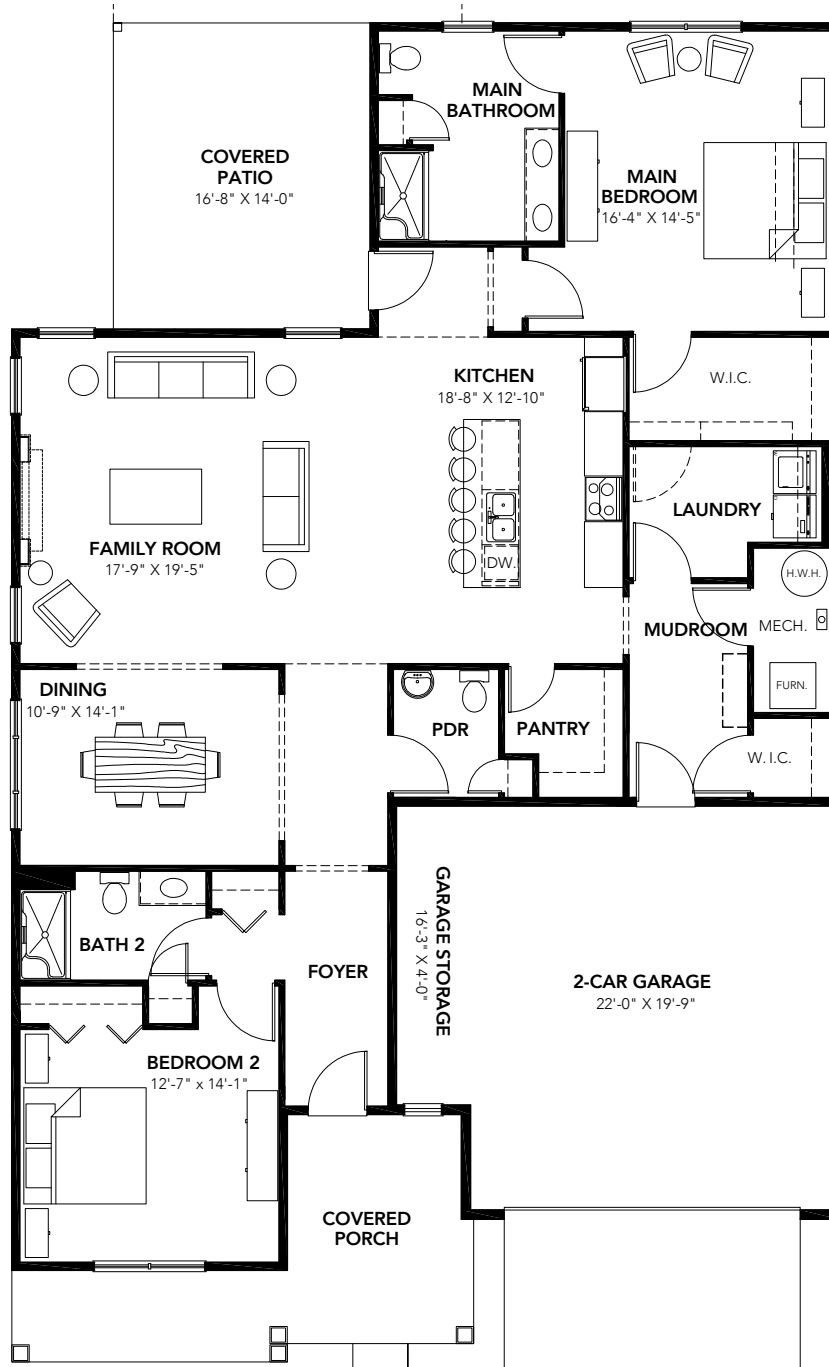 MAIN
BATHROOM
COVERED
PATIO
16'-8" X 14'-0"
MAIN
BEDROOM
16'-4" X 14'-5"
KITCHEN
18'-8" X 12'-10"
W.I.C.
LAUNDRY
FAMILY ROOM
17'-9" X 19'-5"
DW.
H.W.H.
MUDROOM
MECH.
FURN.
DINING
10'-9" X 14'-1"
PDR
PANTRY
W. I.C.
GARAGE STORAGE
16'-3" X 4'-0"
BATH 2
FOYER
2-CAR GARAGE
22'-0" X 19'-9"
BEDROOM 2
12'-7" x 14'-1"
COVERED
PORCH